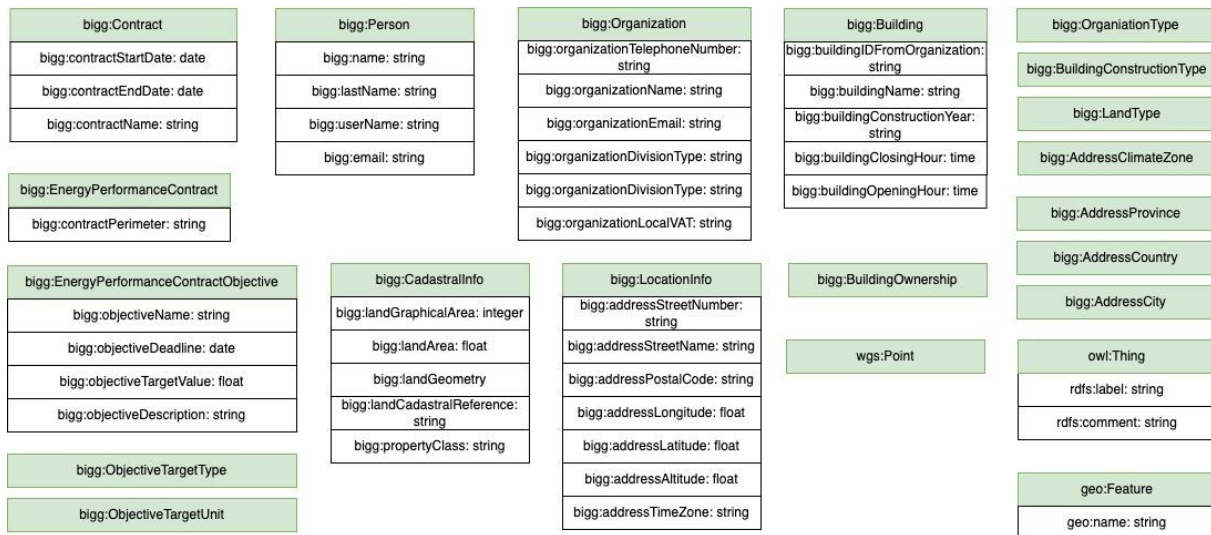 bigg:Contract
bigg:contractStartDate: date
bigg:contractEndDate: date
bigg:contractName: string
bigg:Person
bigg:name: string
bigg:lastName: string
bigg:userName: string
bigg:email: string
bigg:Organization
bigg:organizationTelephoneNumber:
string
bigg:organizationName: string
bigg:organizationEmail: string
bigg:organizationDivisionType: string
bigg:organizationDivisionType: string
bigg:organizationLocalVAT: string
bigg:Building
bigg:buildingIDFromOrganization:
string
bigg:buildingName: string
bigg:buildingConstructionYear:
string
bigg:buildingClosingHour: time
bigg:buildingOpeningHour: time
bigg:OrganiationType
bigg:BuildingConstructionType
bigg:LandType
bigg:AddressClimateZone
bigg:AddressProvince
bigg:AddressCountry
bigg:AddressCity
bigg:EnergyPerformanceContract
bigg:contractPerimeter: string
bigg:EnergyPerformanceContractObjective
bigg:objectiveName: string
bigg:objectiveDeadline: date
bigg:objectiveTargetValue: float
bigg:objectiveDescription: string
bigg:CadastralInfo
bigg:landGraphicalArea: integer
bigg:landArea: float
bigg:landGeometry
bigg:landCadastralReference:
string
bigg:propertyClass: string
bigg:LocationInfo
bigg:addressStreetNumber:
string
bigg:addressStreetName: string
bigg:addressPostalCode: string
bigg:addressLongitude: float
bigg:addressLatitude: float
bigg:addressAltitude: float
bigg:addressTimeZone: string
bigg:BuildingOwnership
wgs:Point
owl:Thing
rdfs:label: string
rdfs:comment: string
bigg:ObjectiveTargetType
bigg:ObjectiveTargetUnit
geo:Feature
geo:name: string